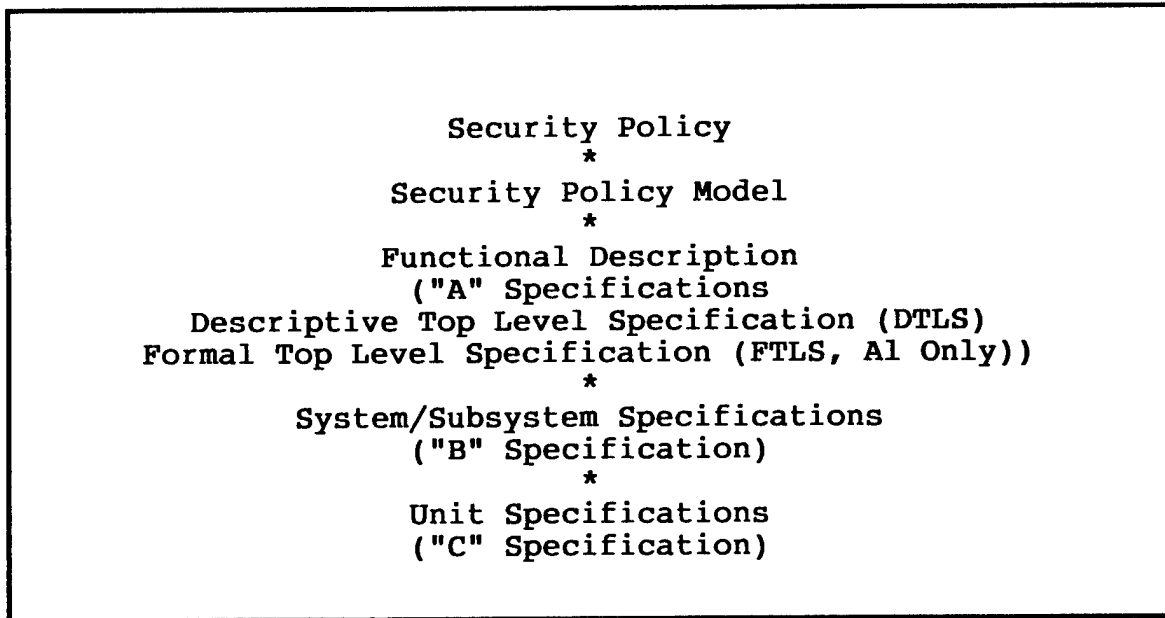 Security Policy
*
Security Policy Model
*
Functional Description
("A" Specifications
Descriptive Top Level Specification (DTLS)
Formal Top Level Specification (FTLS, A1 Only))
*
System/Subsystem Specifications
("B" Specification)
*
Unit Specifications
("C" Specification)